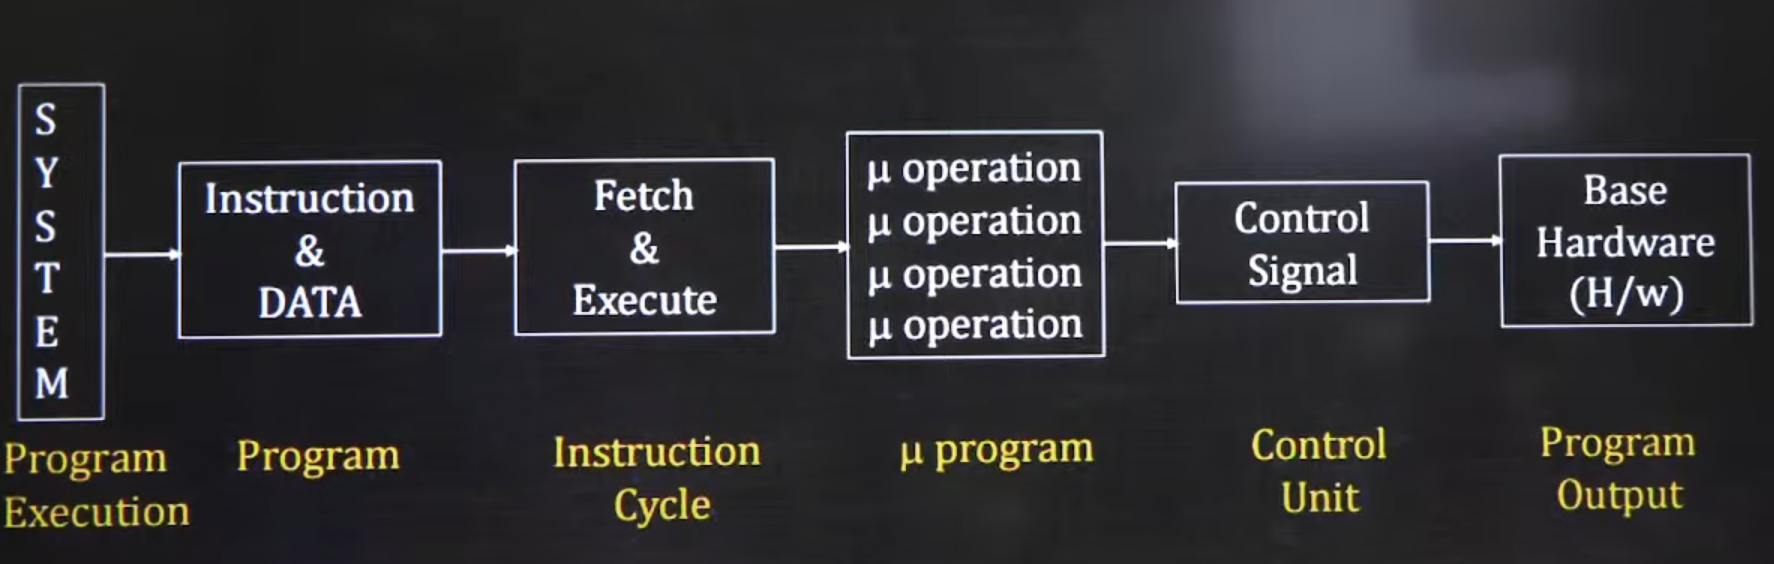 S
Y
S
T
E
M
Instruction
&
DATA
Fetch
&
Execute
μ operation
μ operation
μ operation
μ operation
Control
Signal
Base
Hardware
(H/w)
Program
Execution
Program
Instruction
Cycle
μ program
Control
Unit
Program
Output